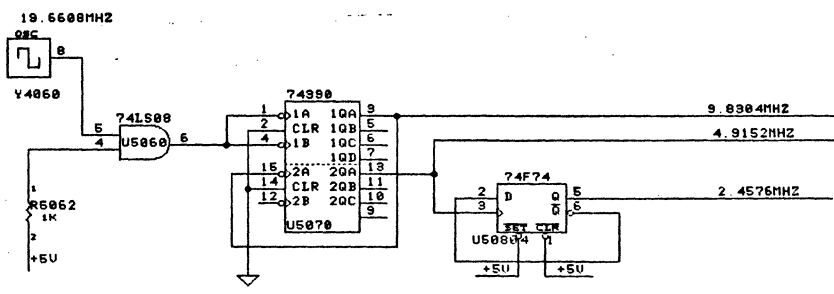 19.6608MHZ
OSC
8
Y4060
74LS08
5
4
U5060
6
1
R5062
1K
2
+5V
74390
1 1A 1QA 3
2 CLR 1QB 5
4 1B 1QC 6
1QD 7
15 2A 2QA 13
14 CLR 2QB 11
12 2B 2QC 10
9
U5070
9.8304MHZ
4.9152MHZ
74F74
2 D Q 5
3 Q 6
2.4576MHZ
SET CLR
U5080 4 1
+5V +5V